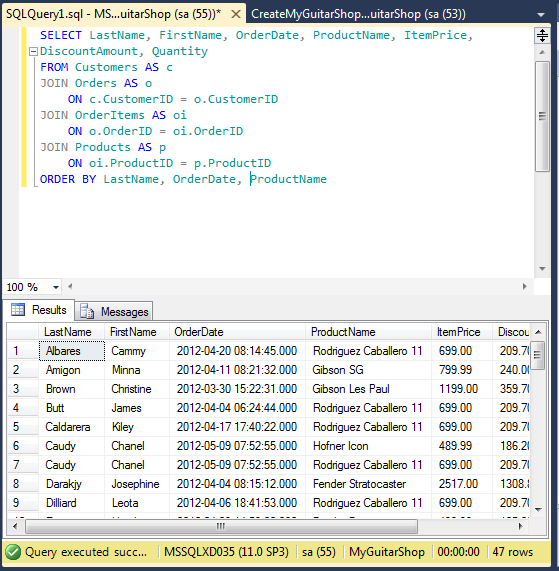 SQLQuery1.sql - MS...uitarShop (sa (55))* CreateMyGuitarShop...uitarShop (sa (53))
SELECT LastName, FirstName, OrderDate, ProductName, ItemPrice,
DiscountAmount, Quantity
FROM Customers AS c
JOIN Orders AS o
ON c.CustomerID = o.CustomerID
JOIN OrderItems AS oi
ON o.OrderID = oi.OrderID
JOIN Products AS p
ON oi.ProductID = p.ProductID
ORDER BY LastName, OrderDate, ProductName
100 %
Results Messages
LastName FirstName OrderDate ProductName ItemPrice Discou
1 Albares Cammy 2012-04-20 08:14:45.000 Rodriguez Caballero 11 699.00 209.70
2 Amigon Minna 2012-04-11 08:21:32.000 Gibson SG 799.99 240.00
3 Brown Christine 2012-03-30 15:22:31.000 Gibson Les Paul 1199.00 359.70
4 Butt James 2012-04-04 06:24:44.000 Rodriguez Caballero 11 699.00 209.70
5 Caldarera Kiley 2012-04-17 17:40:22.000 Rodriguez Caballero 11 699.00 209.70
6 Caudy Chanel 2012-05-09 07:52:55.000 Hofner Icon 489.99 186.20
7 Caudy Chanel 2012-05-09 07:52:55.000 Rodriguez Caballero 11 699.00 209.70
8 Darakjy Josephine 2012-04-04 08:15:12.000 Fender Stratocaster 2517.00 1308.8
9 Dilliard Leota 2012-04-06 18:41:53.000 Rodriguez Caballero 11 699.00 209.70
Query executed succ... MSSQLXD035 (11.0 SP3) sa (55) MyGuitarShop 00:00:00 47 rows